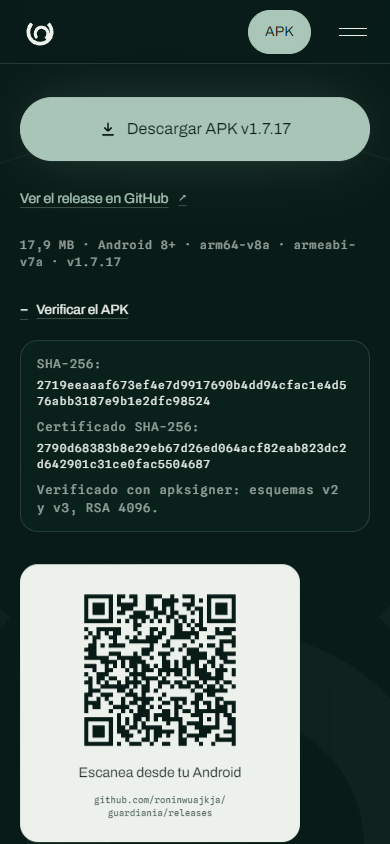 APK
Descargar APK v1.7.17
Ver el release en GitHub ↗
17,9 MB · Android 8+ · arm64-v8a · armeabi-
v7a · v1.7.17
– Verificar el APK
SHA-256:
2719eeaaaf673ef4e7d9917690b4dd94cfac1e4d5
76abb3187e9b1e2dfc98524
Certificado SHA-256:
2790d68383b8e29eb67d26ed064acf82eab823dc2
d642901c31ce0fac5504687
Verificado con apksigner: esquemas v2
y v3, RSA 4096.
Escanea desde tu Android
github.com/roninwuajkja/
guardiania/releases